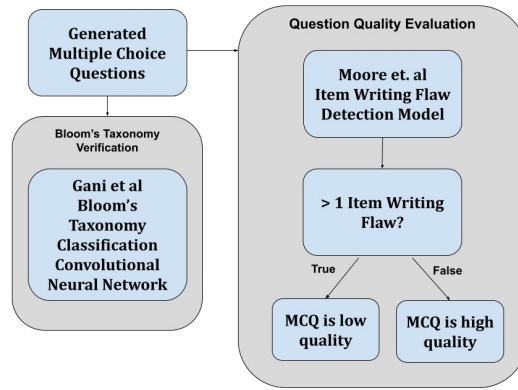 Generated
Multiple Choice
Questions
Bloom's Taxonomy
Verification
Gani et al
Bloom's
Taxonomy
Classification
Convolutional
Neural Network
Question Quality Evaluation
Moore et. al
Item Writing Flaw
Detection Model
> 1 Item Writing
Flaw?
True
False
MCQ is low
quality
MCQ is high
quality